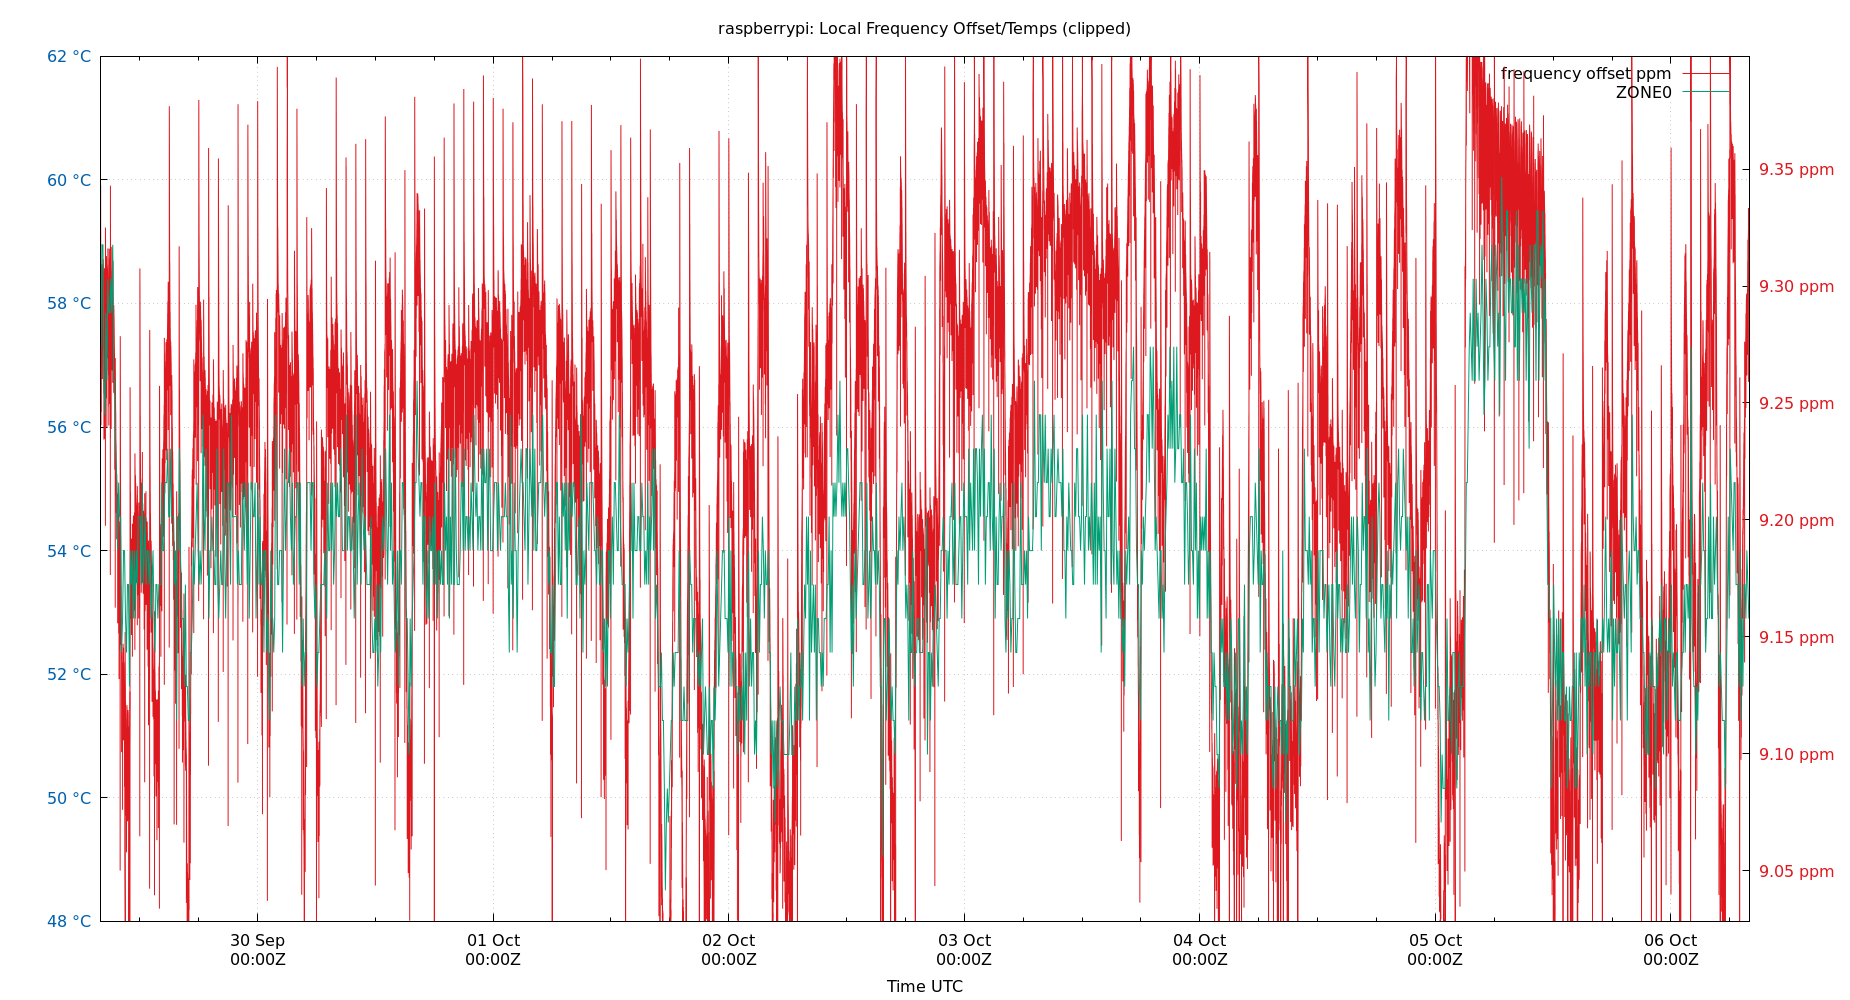 raspberrypi: Local Frequency Offset/Temps (clipped)
62 °C
60 °C
58 °C
56 °C
54 °C
52 °C
50 °C
48 °C
frequency offset ppm
ZONE0
9.35 ppm
9.30 ppm
9.25 ppm
9.20 ppm
9.15 ppm
9.10 ppm
9.05 ppm
30 Sep
00:00Z
01 Oct
00:00Z
02 Oct
00:00Z
03 Oct
00:00Z
04 Oct
00:00Z
05 Oct
00:00Z
06 Oct
00:00Z
Time UTC